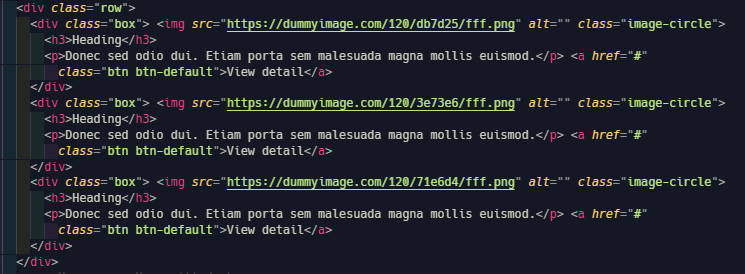 <div class="row">
<div class="box"> <img src="https://dummyimage.com/120/db7d25/fff.png" alt="" class="image-circle">
<h3>Heading</h3>
<p>Donec sed odio dui. Etiam porta sem malesuada magna mollis euismod.</p> <a href="#"
class="btn btn-default">View detail</a>
</div>
<div class="box"> <img src="https://dummyimage.com/120/3e73e6/fff.png" alt="" class="image-circle">
<h3>Heading</h3>
<p>Donec sed odio dui. Etiam porta sem malesuada magna mollis euismod.</p> <a href="#"
class="btn btn-default">View detail</a>
</div>
<div class="box"> <img src="https://dummyimage.com/120/71e6d4/fff.png" alt="" class="image-circle">
<h3>Heading</h3>
<p>Donec sed odio dui. Etiam porta sem malesuada magna mollis euismod.</p> <a href="#"
class="btn btn-default">View detail</a>
</div>
</div>